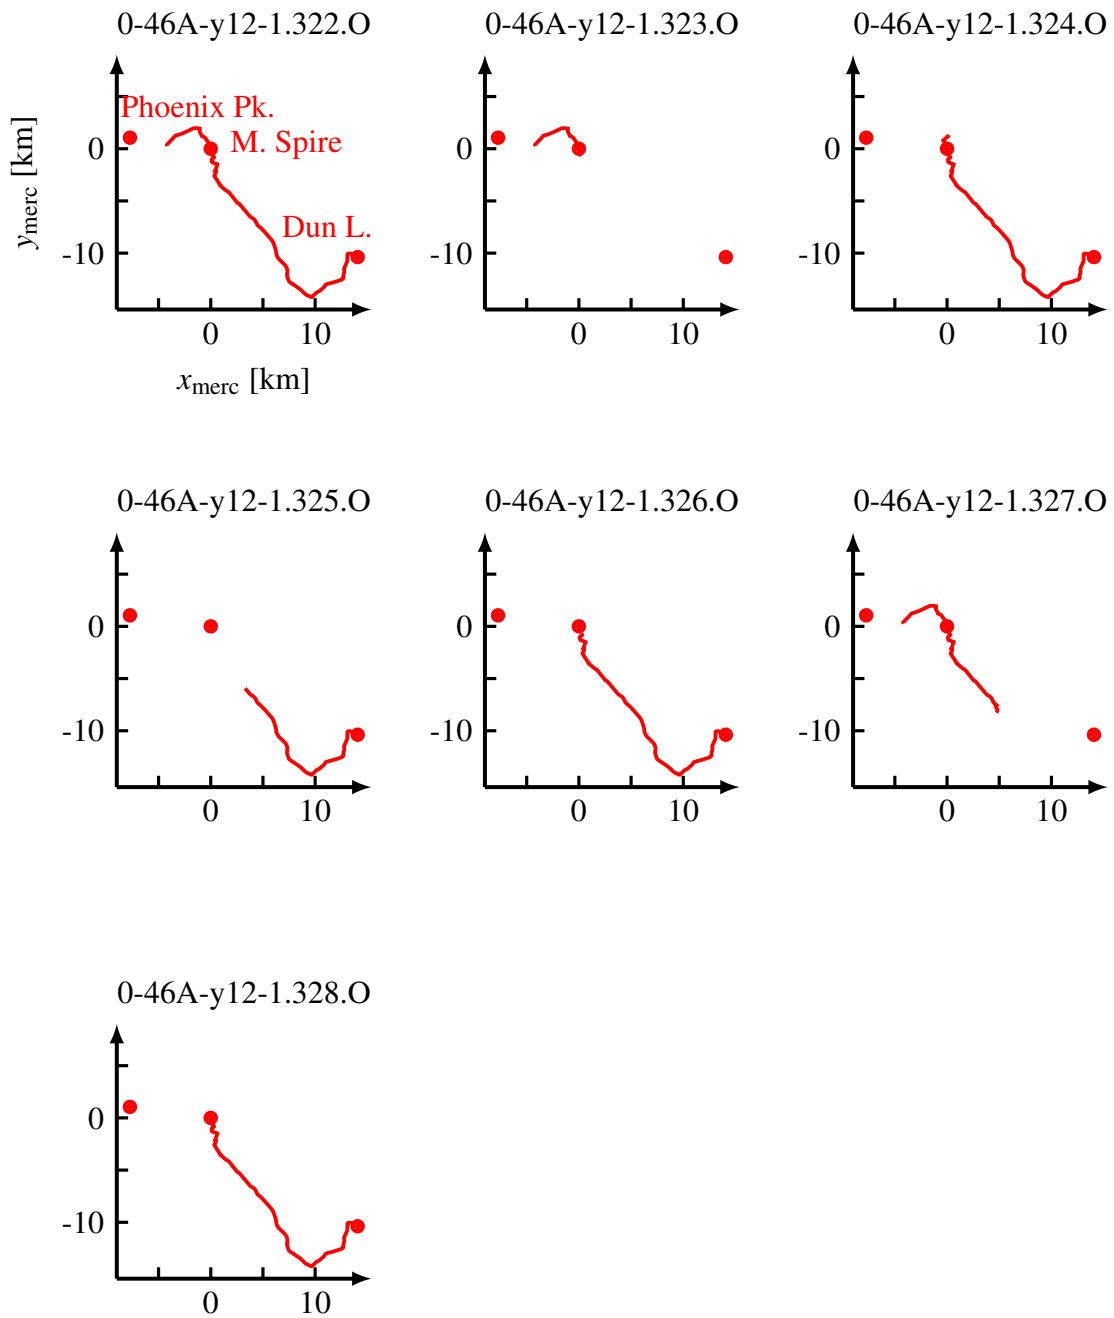 0-46A-y12-1.322.O
0-46A-y12-1.323.O
0-46A-y12-1.324.O
Phoenix Pk.
M. Spire
Dun L.
0
-10
0 10
y_merc [km]
x_merc [km]
0
-10
0 10
0
-10
0 10
0-46A-y12-1.325.O
0-46A-y12-1.326.O
0-46A-y12-1.327.O
0
-10
0 10
0
-10
0 10
0
-10
0 10
0-46A-y12-1.328.O
0
-10
0 10